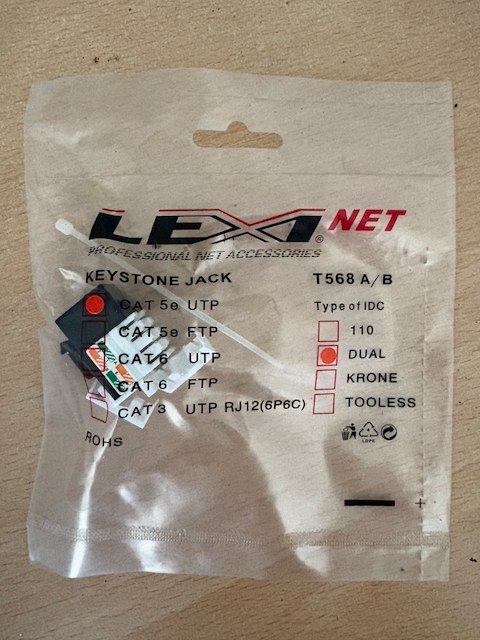 LEXI NET
®
PROFESSIONAL NET ACCESSORIES
KEYSTONE JACK
CAT 5e UTP
CAT 5e FTP
CAT 6 UTP
CAT 6 FTP
CAT 3 UTP RJ12(6P6C)
ROHS
T568 A/B
Type of IDC
110
DUAL
KRONE
TOOLESS
LDPE